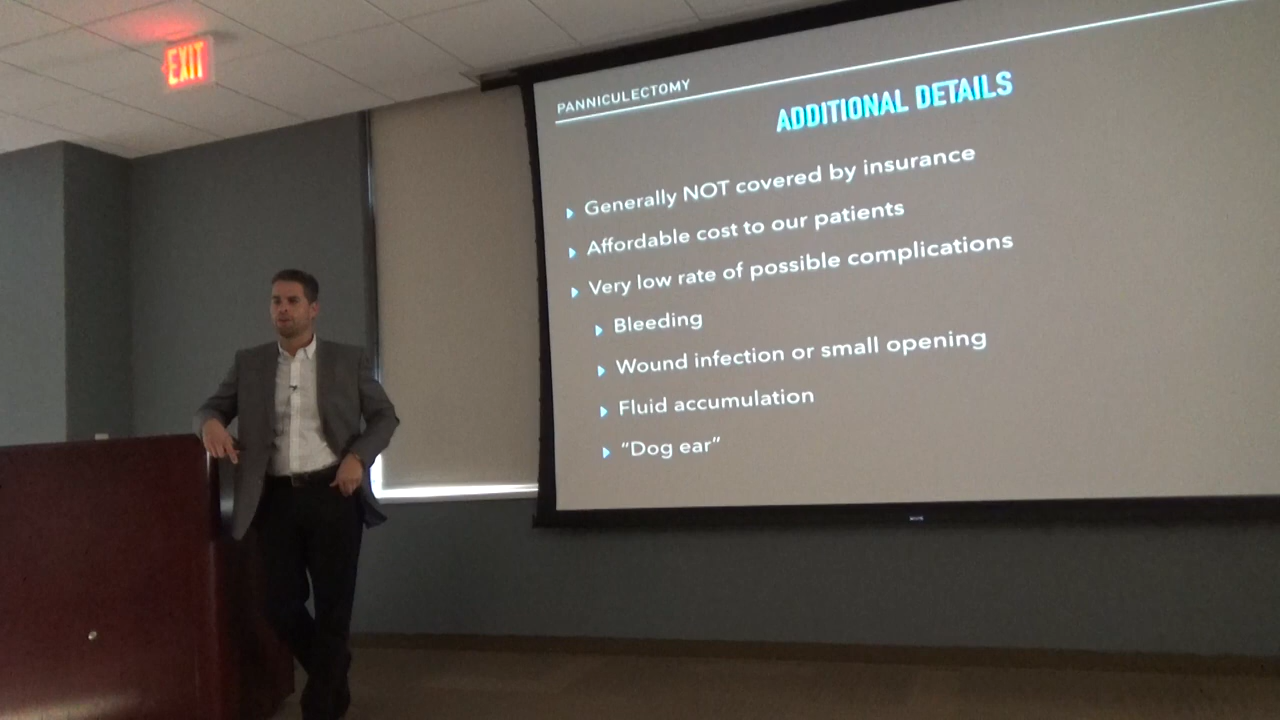 EXIT
PANNICULECTOMY
ADDITIONAL DETAILS
Generally NOT covered by insurance
Affordable cost to our patients
Very low rate of possible complications
Bleeding
Wound infection or small opening
Fluid accumulation
“Dog ear”